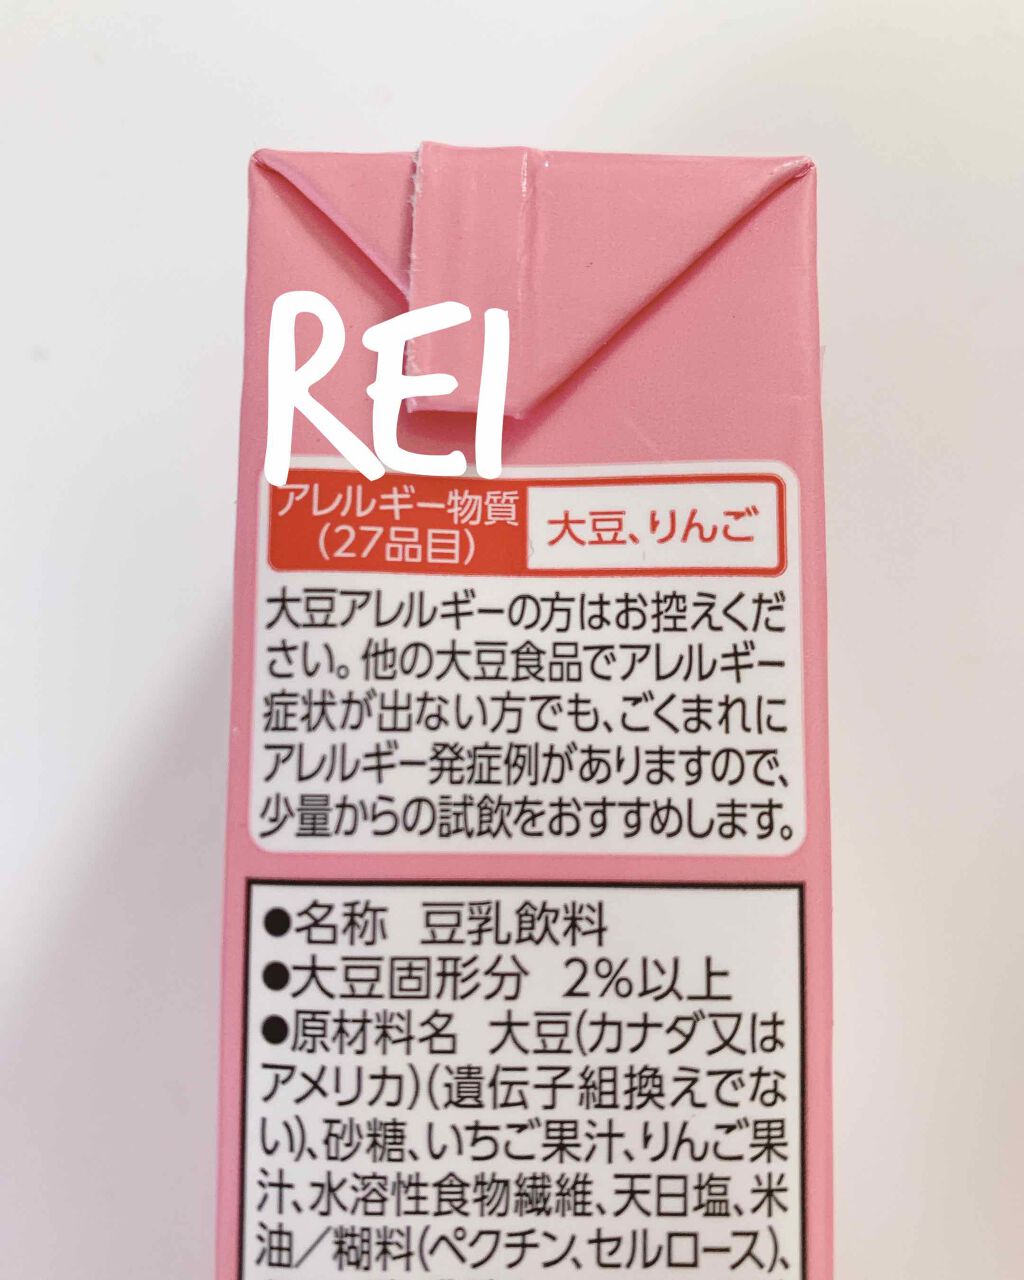 REI
アレルギー物質
(27品目)
大豆、りんご
大豆アレルギーの方はお控えくだ
さい。他の大豆食品でアレルギー
症状が出ない方でも、ごくまれに
アレルギー発症例がありますので、
少量からの試飲をおすすめします。
●名称 豆乳飲料
●大豆固形分 2%以上
●原材料名 大豆(カナダ又は
アメリカ)(遺伝子組換えでな
い)、砂糖、いちご果汁、りんご果
汁、水溶性食物繊維、天日塩、米
油/糊料(ペクチン、セルロース)、